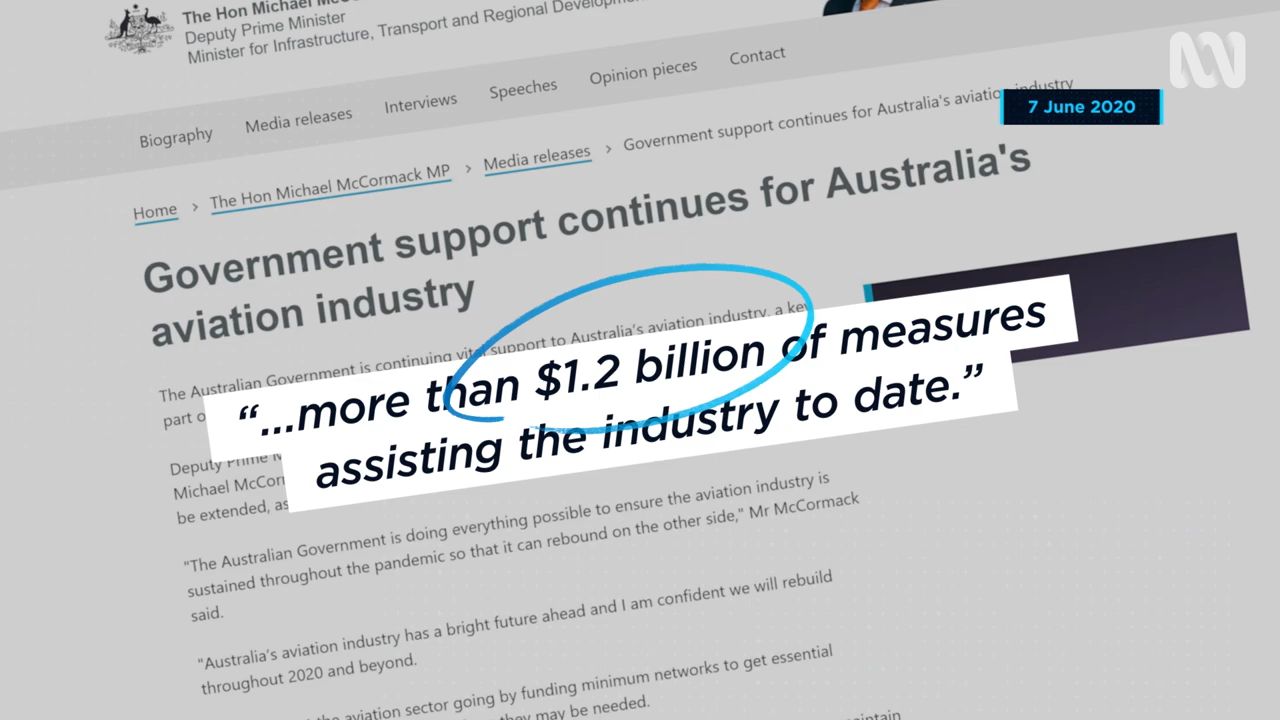 The Hon Michael
Deputy Prime Minister
Minister for Infrastructure, Transport and Regional
Biography Media releases Interviews Speeches Opinion pieces Contact
7 June 2020
Home > The Hon Michael McCormack MP > Media releases > Government support continues for Australia's aviation industry
Government support continues for Australia's
aviation industry
The Australian Government is continuing vital support to Australia's aviation industry, a key
part
“...more than $1.2 billion of measures
assisting the industry to date.”
Deputy Prime
Michael
be extended, as
"The Australian Government is doing everything possible to ensure the aviation industry is
sustained throughout the pandemic so that it can rebound on the other side," Mr McCormack
said.
"Australia's aviation industry has a bright future ahead and I am confident we will rebuild
throughout 2020 and beyond.
the aviation sector going by funding minimum networks to get essential
they may be needed.